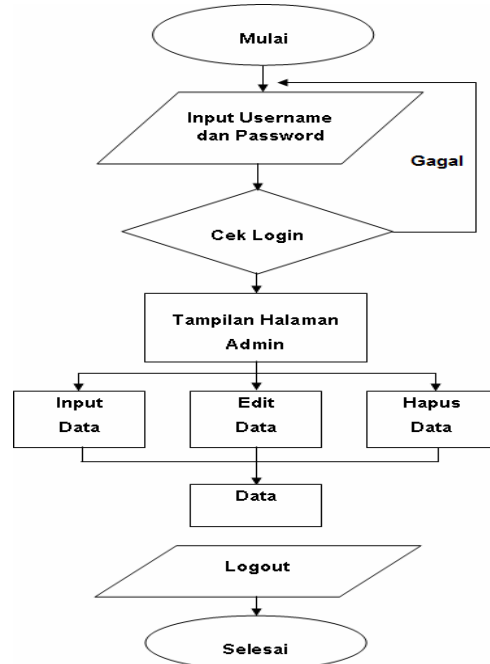 Mulai
Input Username
dan Password
Gagal
Cek Login
Tampilan Halaman
Admin
Input
Data
Edit
Data
Hapus
Data
Data
Logout
Selesai